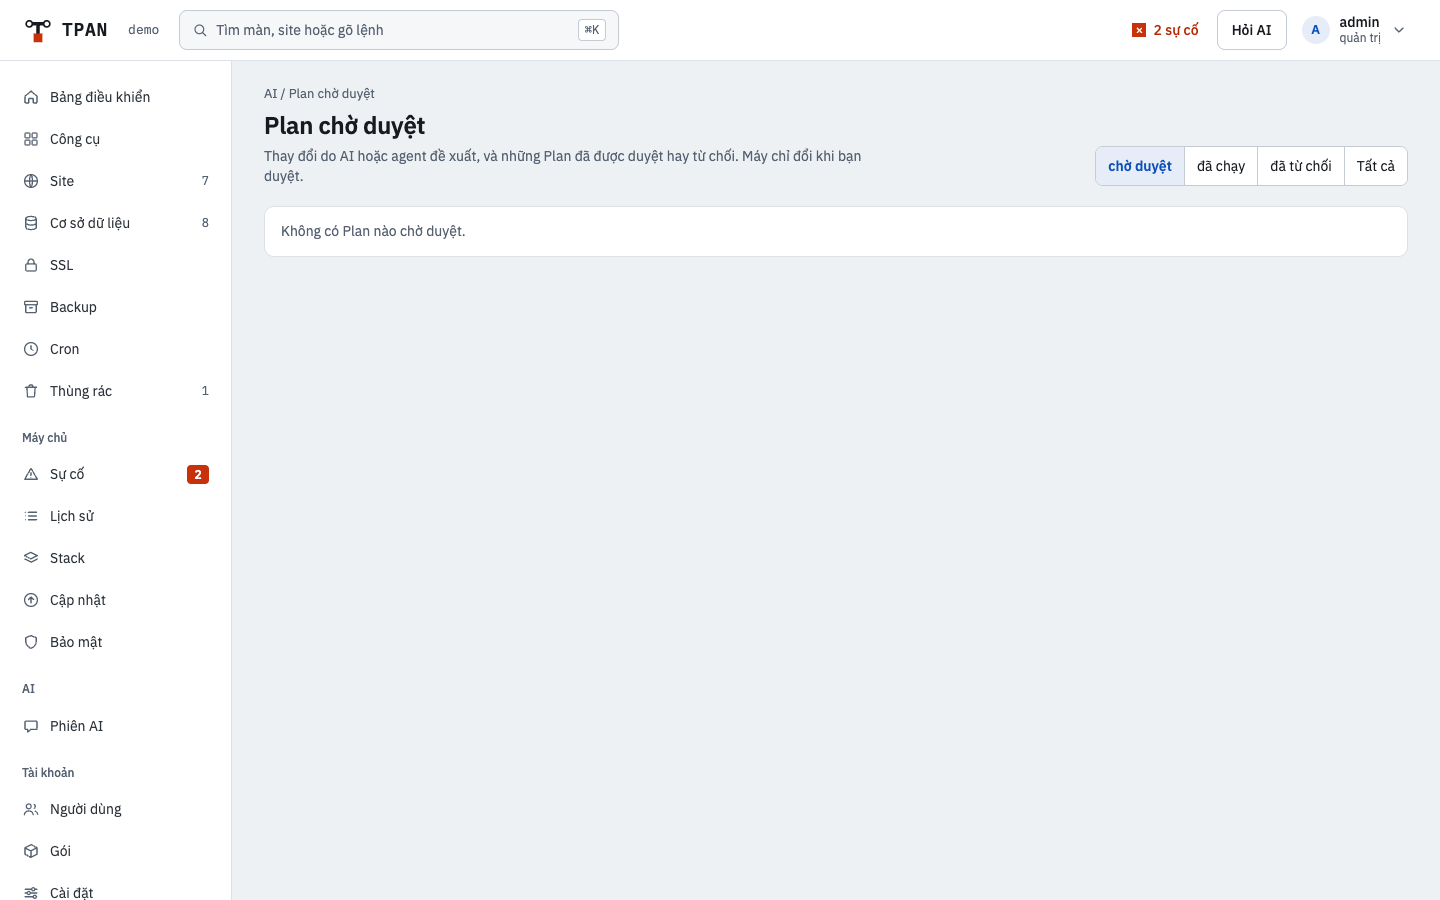 TPAN
demo
Tìm màn, site hoặc gõ lệnh
⌘K
2 sự cố
Hỏi AI
A
admin
quản trị
Bảng điều khiển
Công cụ
Site 7
Cơ sở dữ liệu 8
SSL
Backup
Cron
Thùng rác 1
Máy chủ
Sự cố 2
Lịch sử
Stack
Cập nhật
Bảo mật
AI
Phiên AI
Tài khoản
Người dùng
Gói
Cài đặt
AI / Plan chờ duyệt
Plan chờ duyệt
Thay đổi do AI hoặc agent đề xuất, và những Plan đã được duyệt hay từ chối. Máy chỉ đổi khi bạn
duyệt.
chờ duyệt đã chạy đã từ chối Tất cả
Không có Plan nào chờ duyệt.